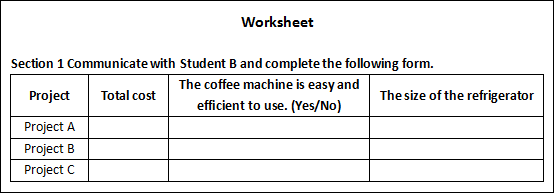 Worksheet
Section 1 Communicate with Student B and complete the following form.
Project Total cost The coffee machine is easy and efficient to use. (Yes/No) The size of the refrigerator
Project A
Project B
Project C